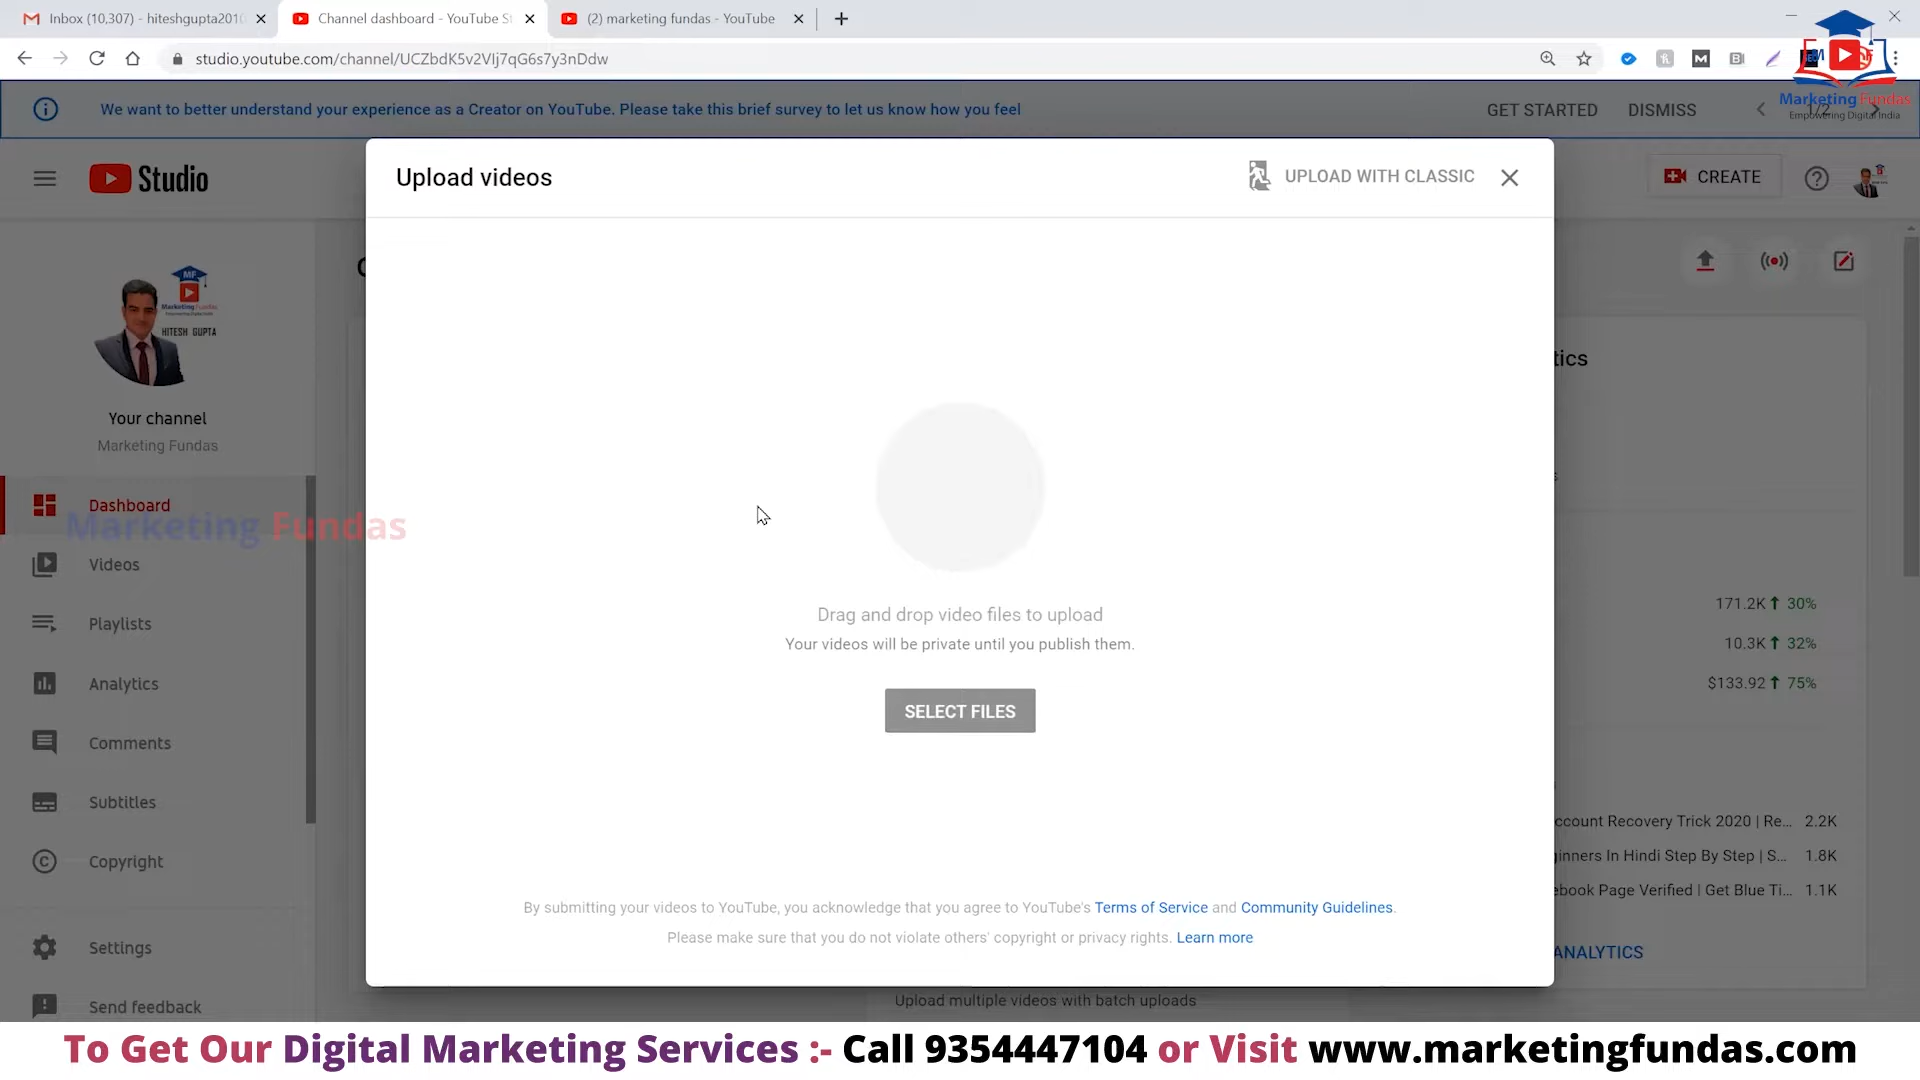 Inbox (10,307) - hiteshgupta201
Channel dashboard - YouTube S
(2) marketing fundas - YouTube
studio.youtube.com/channel/UCZbdK5v2VIj7qG6s7y3nDdw
We want to better understand your experience as a Creator on YouTube. Please take this brief survey to let us know how you feel
GET STARTED
DISMISS
1/2
Marketing Fundas
Empowering Digital India
Studio
Upload videos
UPLOAD WITH CLASSIC
CREATE
MF
Marketing Fundas
HITESH GUPTA
Your channel
Marketing Fundas
tics
Dashboard
Marketing Fundas
Videos
Playlists
Analytics
Comments
Subtitles
Copyright
Settings
Send feedback
Drag and drop video files to upload
Your videos will be private until you publish them.
SELECT FILES
171.2K 30%
10.3K 32%
$133.92 75%
ccount Recovery Trick 2020 | Re... 2.2K
ginners In Hindi Step By Step | S... 1.8K
ebook Page Verified | Get Blue Ti... 1.1K
ANALYTICS
By submitting your videos to YouTube, you acknowledge that you agree to YouTube's Terms of Service and Community Guidelines.
Please make sure that you do not violate others' copyright or privacy rights. Learn more
Upload multiple videos with batch uploads
To Get Our Digital Marketing Services :- Call 9354447104 or Visit www.marketingfundas.com